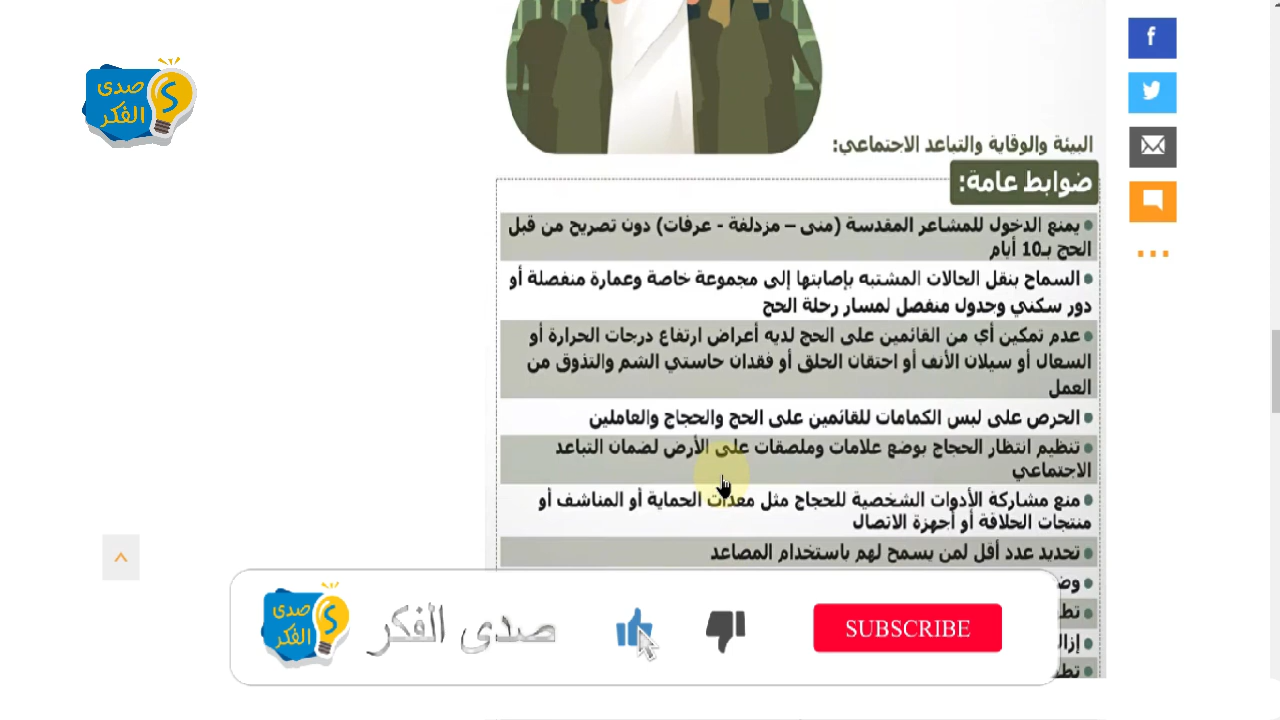 صدى
الفكر
البيئة والوقاية والتباعد الاجتماعي:
ضوابط عامة:
يمنع الدخول للمشاعر المقدسة (منى – مزدلفة - عرفات) دون تصريح من قبل
الحج بـ10 أيام
السماح بنقل الحالات المشتبه بإصابتها إلى مجموعة خاصة وعمارة منفصلة أو
دور سكني وجدول منفصل لمسار رحلة الحج
عدم تمكين أي من القائمين على الحج لديه أعراض ارتفاع درجات الحرارة أو
السعال أو سيلان الأنف أو احتقان الحلق أو فقدان حاستي الشم والتذوق من
العمل
الحرص على لبس الكمامات للقائمين على الحج والحجاج والعاملين
تنظيم انتظار الحجاج بوضع علامات وملصقات على الأرض لضمان التباعد
الاجتماعي
منع مشاركة الأدوات الشخصية للحجاج مثل معدات الحماية أو المناشف أو
منتجات الحلاقة أو أجهزة الاتصال
تحديد عدد أقل لمن يسمح لهم باستخدام المصاعد
صدى
الفكر
صدى الفكر
SUBSCRIBE